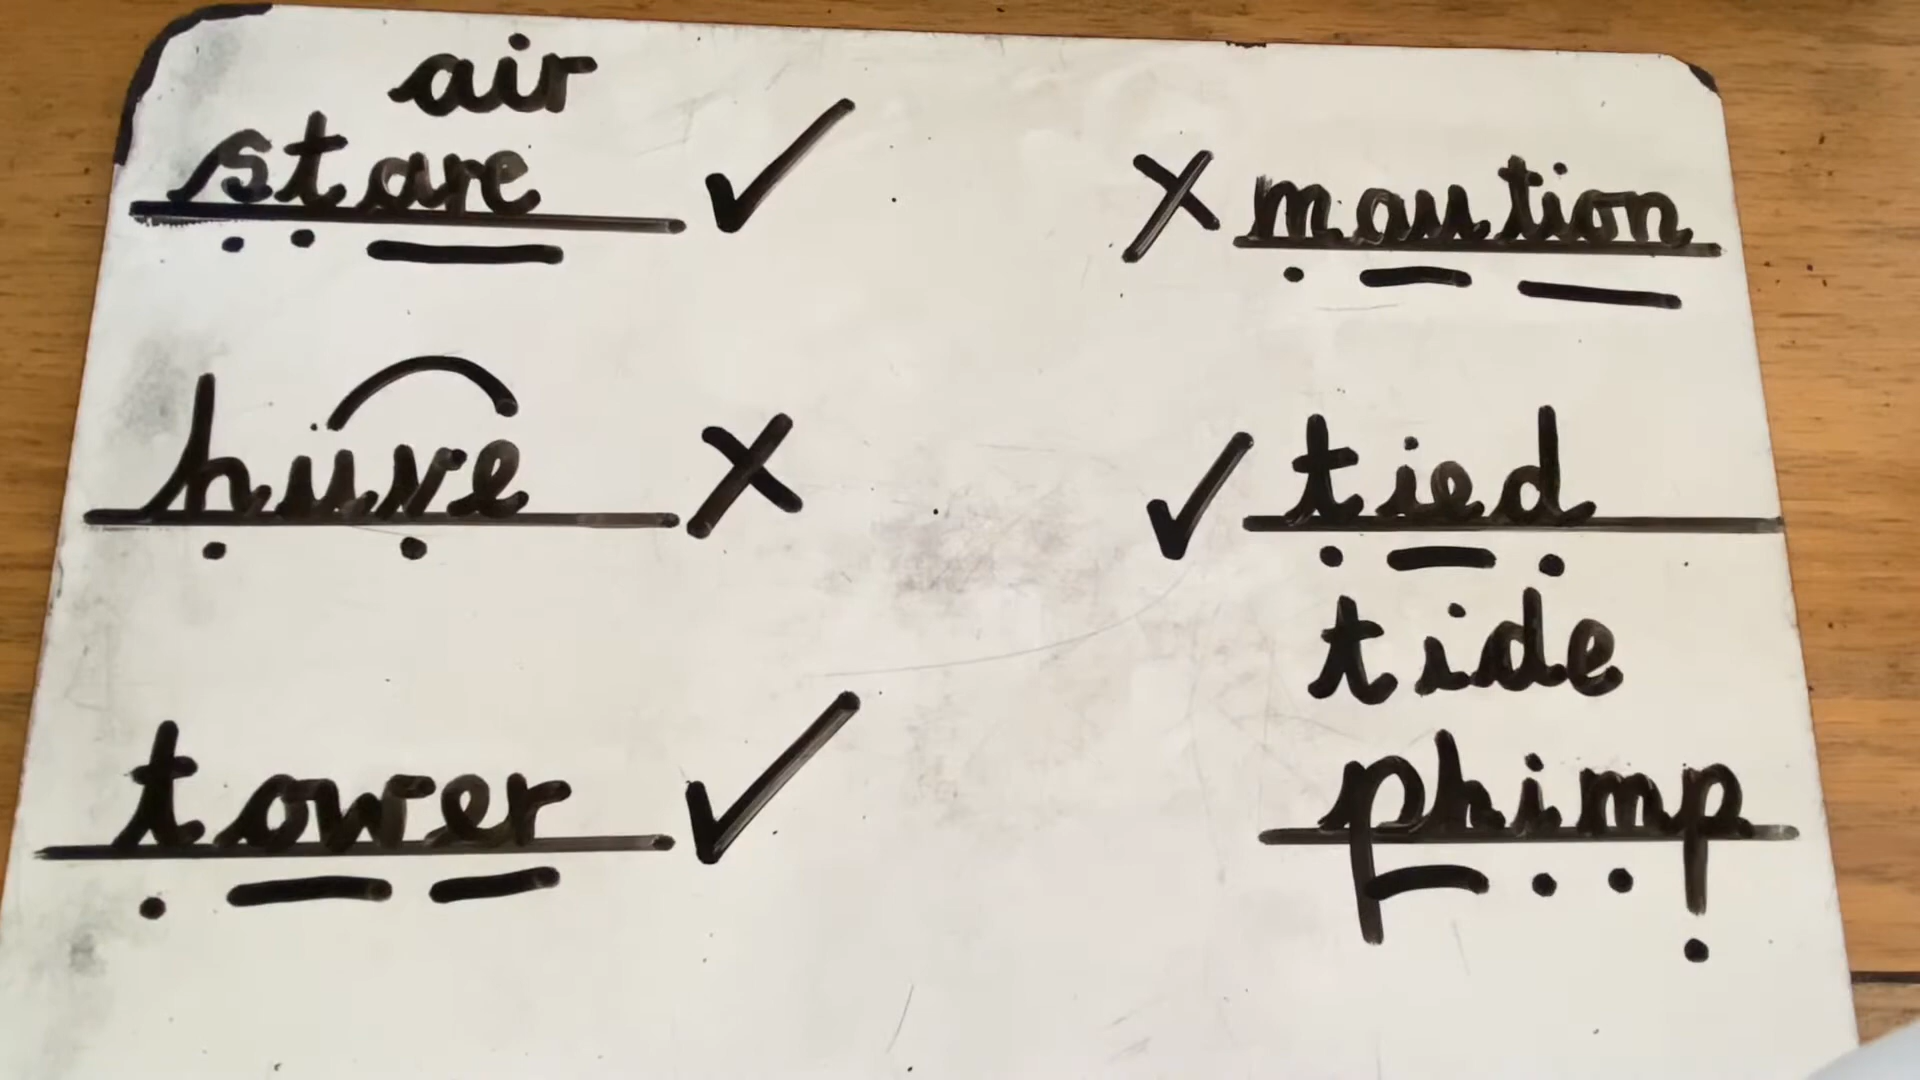 air
stare ✓
huve X
tower ✓
X maution
✓ tied
tide
phimp